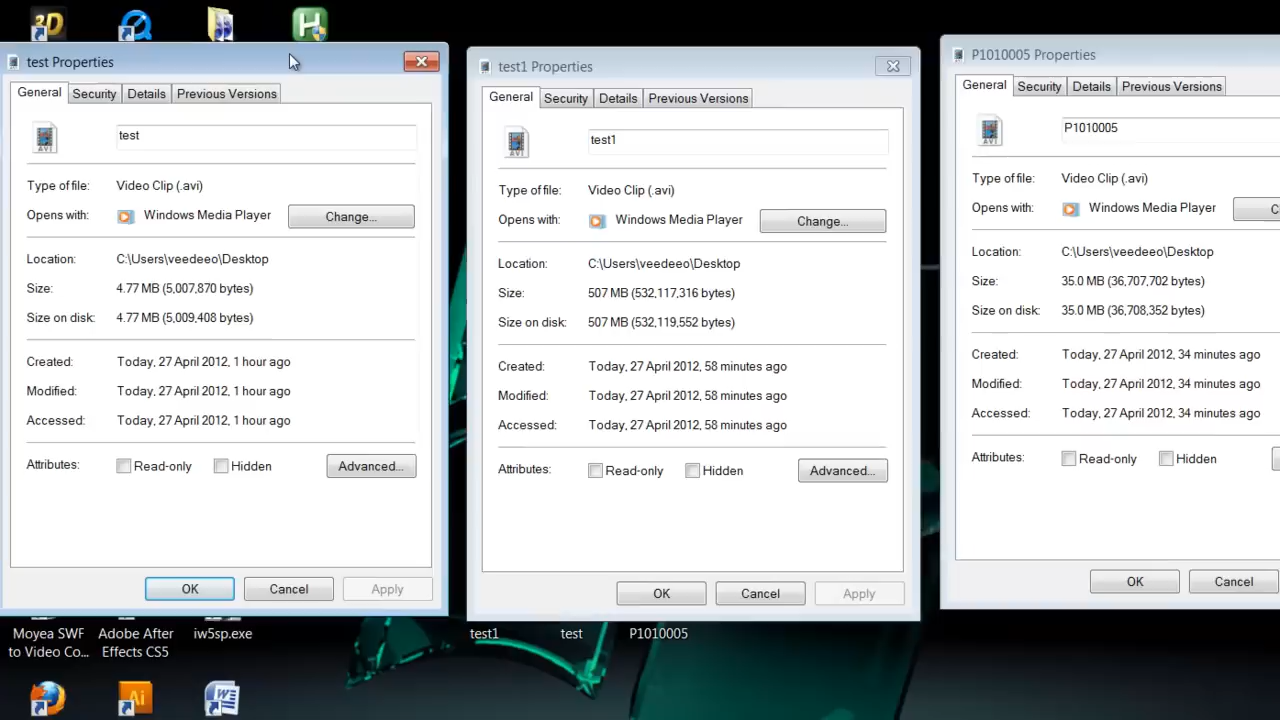 test Properties
General
Security
Details
Previous Versions
test
Type of file:
Video Clip (.avi)
Opens with:
Windows Media Player
Change...
Location:
C:\Users\veedeeo\Desktop
Size:
4.77 MB (5,007,870 bytes)
Size on disk:
4.77 MB (5,009,408 bytes)
Created:
Today, 27 April 2012, 1 hour ago
Modified:
Today, 27 April 2012, 1 hour ago
Accessed:
Today, 27 April 2012, 1 hour ago
Attributes:
Read-only
Hidden
Advanced...
OK
Cancel
Apply
test1 Properties
General
Security
Details
Previous Versions
test1
Type of file:
Video Clip (.avi)
Opens with:
Windows Media Player
Change...
Location:
C:\Users\veedeeo\Desktop
Size:
507 MB (532,117,316 bytes)
Size on disk:
507 MB (532,119,552 bytes)
Created:
Today, 27 April 2012, 58 minutes ago
Modified:
Today, 27 April 2012, 58 minutes ago
Accessed:
Today, 27 April 2012, 58 minutes ago
Attributes:
Read-only
Hidden
Advanced...
OK
Cancel
Apply
P1010005 Properties
General
Security
Details
Previous Versions
P1010005
Type of file:
Video Clip (.avi)
Opens with:
Windows Media Player
C
Location:
C:\Users\veedeeo\Desktop
Size:
35.0 MB (36,707,702 bytes)
Size on disk:
35.0 MB (36,708,352 bytes)
Created:
Today, 27 April 2012, 34 minutes ago
Modified:
Today, 27 April 2012, 34 minutes ago
Accessed:
Today, 27 April 2012, 34 minutes ago
Attributes:
Read-only
Hidden
OK
Cancel
Moyea SWF
to Video Co...
Adobe After
Effects CS5
iw5sp.exe
test1
test
P1010005
3D
H
AVI
AVI
AVI
Ai
W